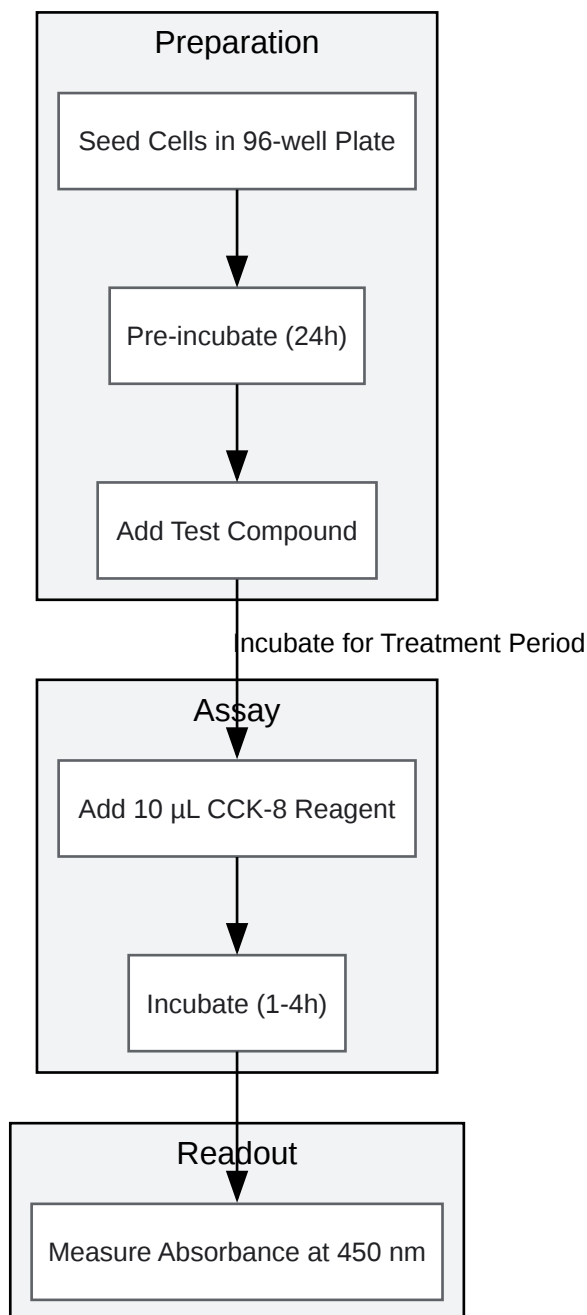 Preparation
Seed Cells in 96-well Plate
Pre-incubate (24h)
Add Test Compound
Incubate for Treatment Period
Assay
Add 10 µL CCK-8 Reagent
Incubate (1-4h)
Readout
Measure Absorbance at 450 nm